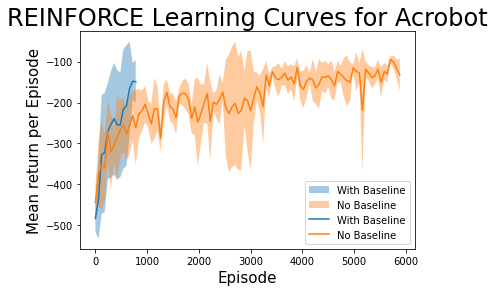 REINFORCE Learning Curves for Acrobot
Mean return per Episode
−100
−200
−300
−400
−500
0
1000
2000
3000
4000
5000
6000
Episode
With Baseline
No Baseline
With Baseline
No Baseline